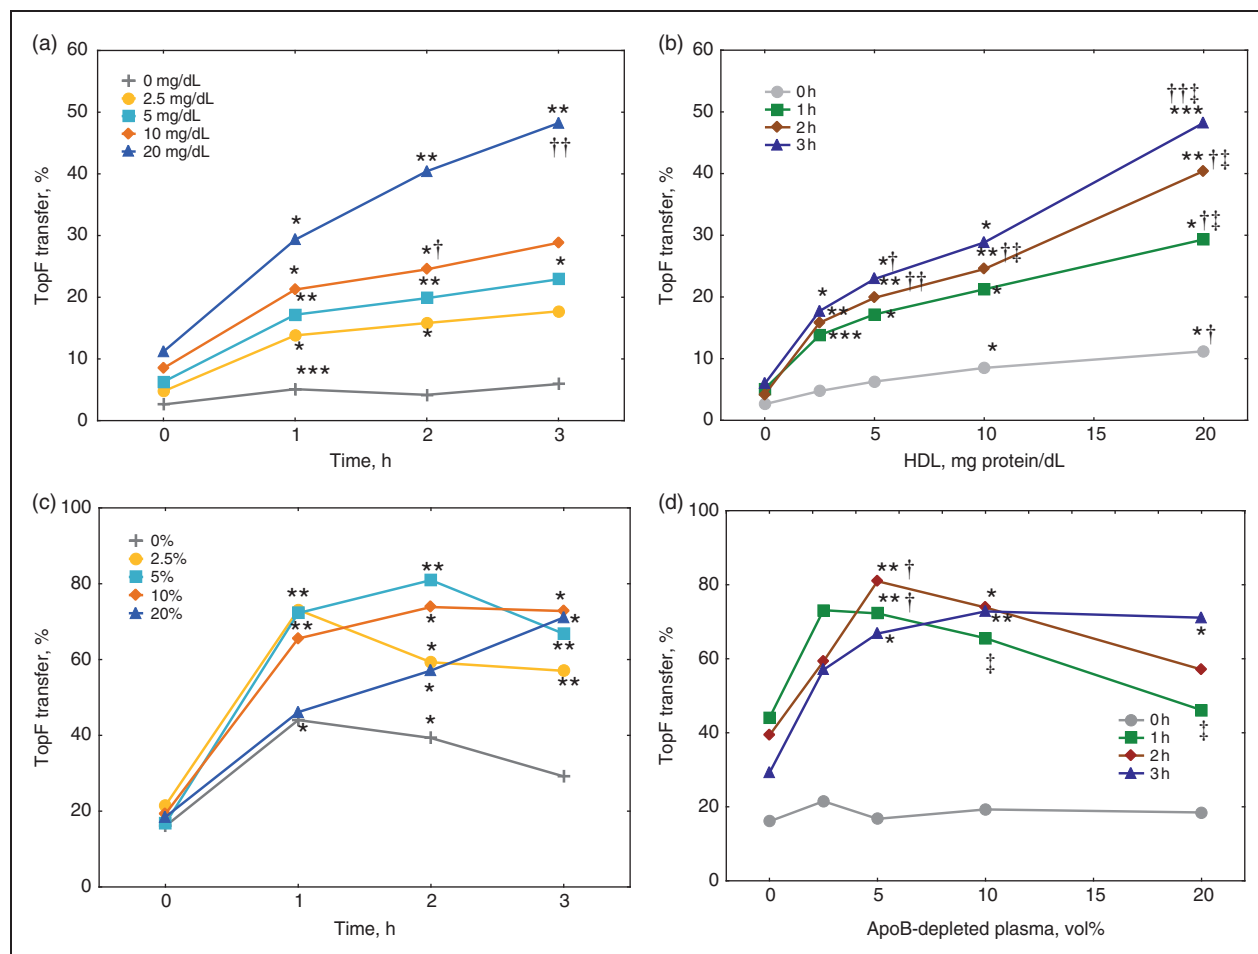 (a)
60
50
40
30
20
10
0
TopF transfer, %
0 mg/dL
2.5 mg/dL
5 mg/dL
10 mg/dL
20 mg/dL
**
††
**
*
*†
*
**
*
**
*
*
***
0 1 2 3
Time, h
(b)
60
50
40
30
20
10
0
TopF transfer, %
0 h
1 h
2 h
3 h
††‡
***
**†‡
*†‡
*
**†‡
*†
**††
*
*
**
*
***
*
*†
0 5 10 15 20
HDL, mg protein/dL
(c)
100
80
60
40
20
0
TopF transfer, %
0%
2.5%
5%
10%
20%
**
**
*
**
*
*
*
**
**
*
*
*
0 1 2 3
Time, h
(d)
100
80
60
40
20
0
TopF transfer, %
**†
**†
*
*
**
‡
*
‡
0 h
1 h
2 h
3 h
0 5 10 15 20
ApoB-depleted plasma, vol%